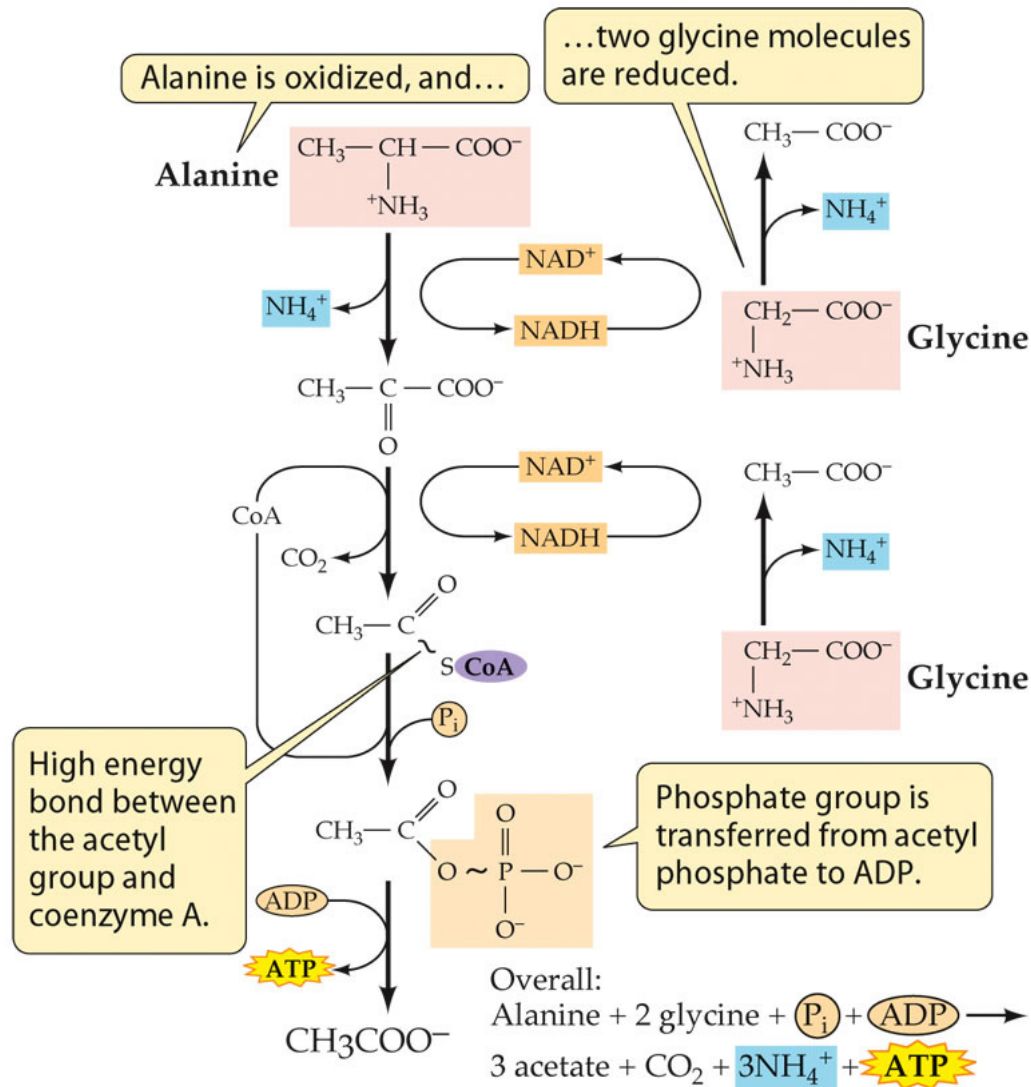 Alanine is oxidized, and…
…two glycine molecules
are reduced.
Alanine
CH₃—CH—COO⁻
⁺NH₃
CH₃—COO⁻
NH₄⁺
NAD⁺
NH₄⁺
NADH
CH₂—COO⁻
⁺NH₃
Glycine
CH₃—C—COO⁻
O
NAD⁺
CH₃—COO⁻
CoA
NADH
NH₄⁺
CO₂
O
CH₃—C
S CoA
CH₂—COO⁻
⁺NH₃
Glycine
Pᵢ
High energy
bond between
the acetyl
group and
coenzyme A.
O
CH₃—C
O
O ~ P — O⁻
O⁻
Phosphate group is
transferred from acetyl
phosphate to ADP.
ADP
ATP
CH3COO⁻
Overall:
Alanine + 2 glycine + Pᵢ + ADP
3 acetate + CO₂ + 3NH₄⁺ + ATP